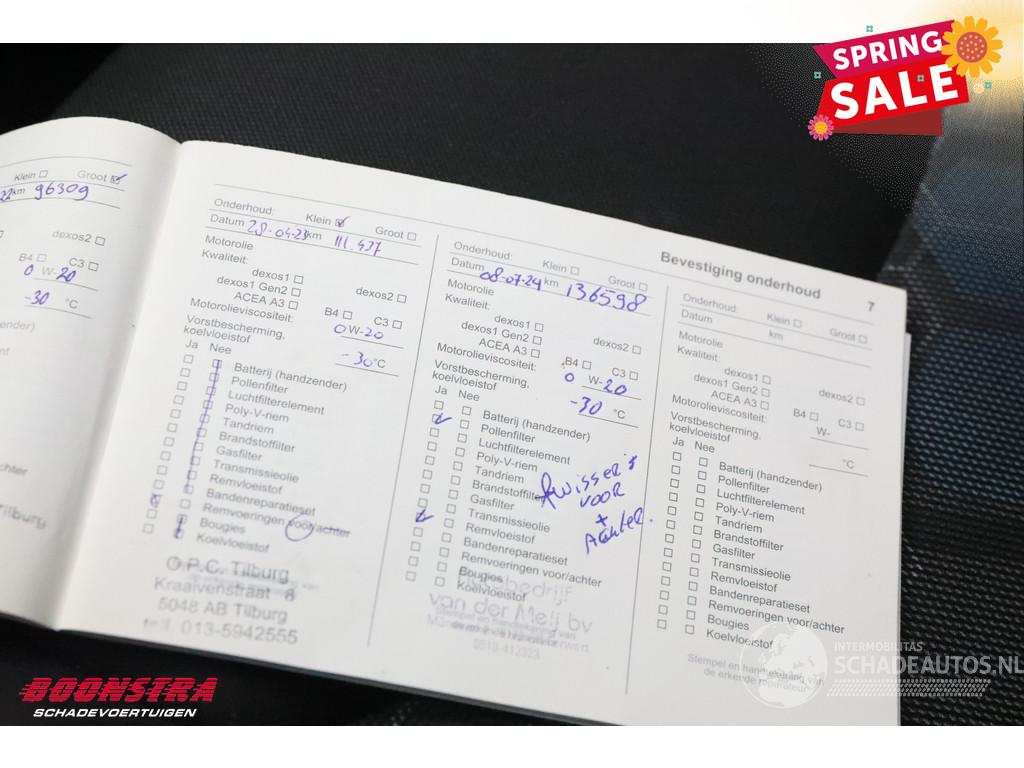 SPRING
SALE
Klein ☐ Groot ☑
22 km 96309
dexos2 ☐
B4 ☐ C3 ☐
0 W-20
-30 °C
Tilburg
Onderhoud: Klein ☑ Groot ☐
Datum 28-04-23 km 111.437
Motorolie
Kwaliteit:
dexos1 ☐ dexos2 ☐
dexos1 Gen2 ☐
ACEA A3 ☐ B4 ☐ C3 ☐
Motorolieviscositeit: 0W-20
Vorstbescherming,
koelvloeistof -30°C
Ja Nee
Batterij (handzender)
Pollenfilter
Luchtfilterelement
Poly-V-riem
Tandriem
Brandstoffilter
Gasfilter
Transmissieolie
Remvloeistof
Bandenreparatieset
Remvoeringen voor/achter
Bougies
Koelvloeistof
O.P.C. Tilburg
Kraaivenstraat 8
5048 AB Tilburg
tel. 013-5942555
Onderhoud: Klein ☐ Groot ☐
Datum 08-07-24 km 136598
Motorolie
Kwaliteit:
dexos1 ☐ dexos2 ☐
dexos1 Gen2 ☐
ACEA A3 ☐ B4 ☐ C3 ☐
Motorolieviscositeit: 0 W-20
Vorstbescherming,
koelvloeistof -30 °C
Ja Nee
Batterij (handzender)
Pollenfilter
Luchtfilterelement
Poly-V-riem
Tandriem
Brandstoffilter
Gasfilter
Transmissieolie
Remvloeistof
Bandenreparatieset
Remvoeringen voor/achter
Bougies
Koelvloeistof
Ruisser's
voor
+
Achter.
van der Meij bv
Bevestiging onderhoud 7
Onderhoud: Klein ☐ Groot ☐
Datum km
Motorolie
Kwaliteit:
dexos1 ☐ dexos2 ☐
dexos1 Gen2 ☐
ACEA A3 ☐ B4 ☐ C3 ☐
Motorolieviscositeit: W-
Vorstbescherming,
koelvloeistof °C
Ja Nee
Batterij (handzender)
Pollenfilter
Luchtfilterelement
Poly-V-riem
Tandriem
Brandstoffilter
Gasfilter
Transmissieolie
Remvloeistof
Bandenreparatieset
Remvoeringen voor/achter
Bougies
Koelvloeistof
Stempel en handtekening van
de erkende reparateur
BOONSTRA
SCHADEVOERTUIGEN
INTERMOBILITAS
SCHADEAUTOS.NL